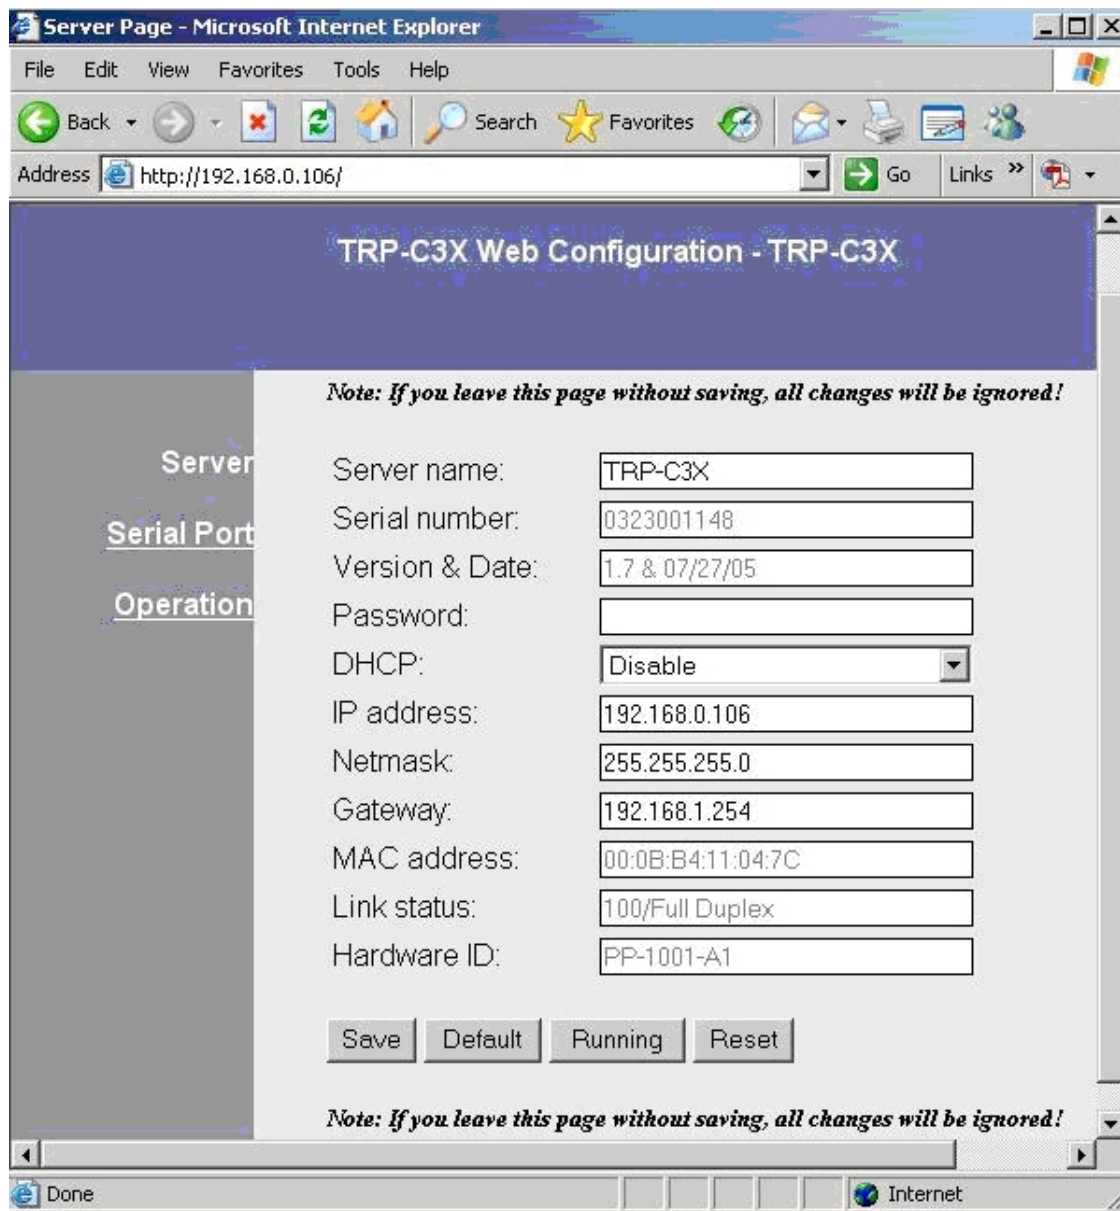 Server Page - Microsoft Internet Explorer
File Edit View Favorites Tools Help
Back Search Favorites
Address http://192.168.0.106/ Go Links »
TRP-C3X Web Configuration - TRP-C3X
Note: If you leave this page without saving, all changes will be ignored!
Server
Serial Port
Operation
Server name: TRP-C3X
Serial number: 0323001148
Version & Date: 1.7 & 07/27/05
Password:
DHCP: Disable
IP address: 192.168.0.106
Netmask: 255.255.255.0
Gateway: 192.168.1.254
MAC address: 00:0B:B4:11:04:7C
Link status: 100/Full Duplex
Hardware ID: PP-1001-A1
Save Default Running Reset
Note: If you leave this page without saving, all changes will be ignored!
Done Internet